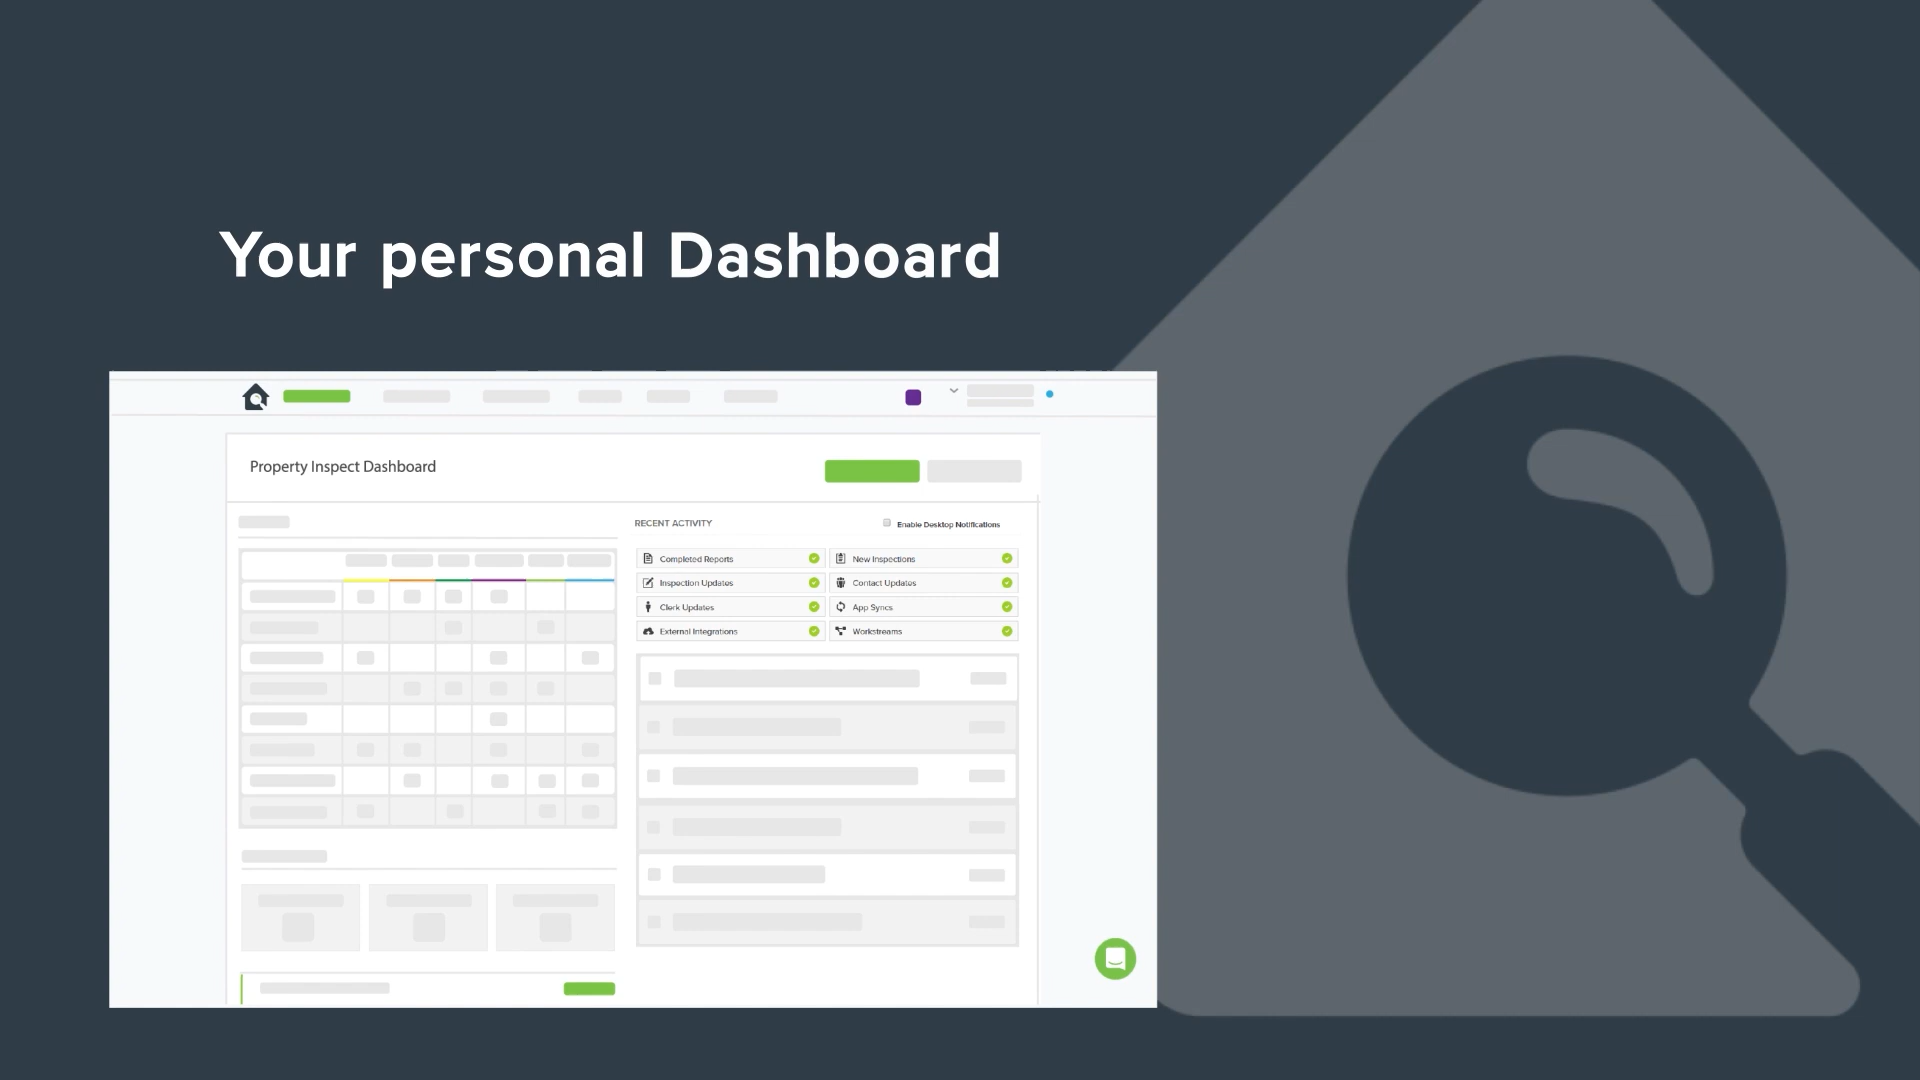 Your personal Dashboard
Property Inspect Dashboard
RECENT ACTIVITY
Enable Desktop Notifications
Completed Reports
New Inspections
Inspection Updates
Contact Updates
Clerk Updates
App Syncs
External Integrations
Workstreams